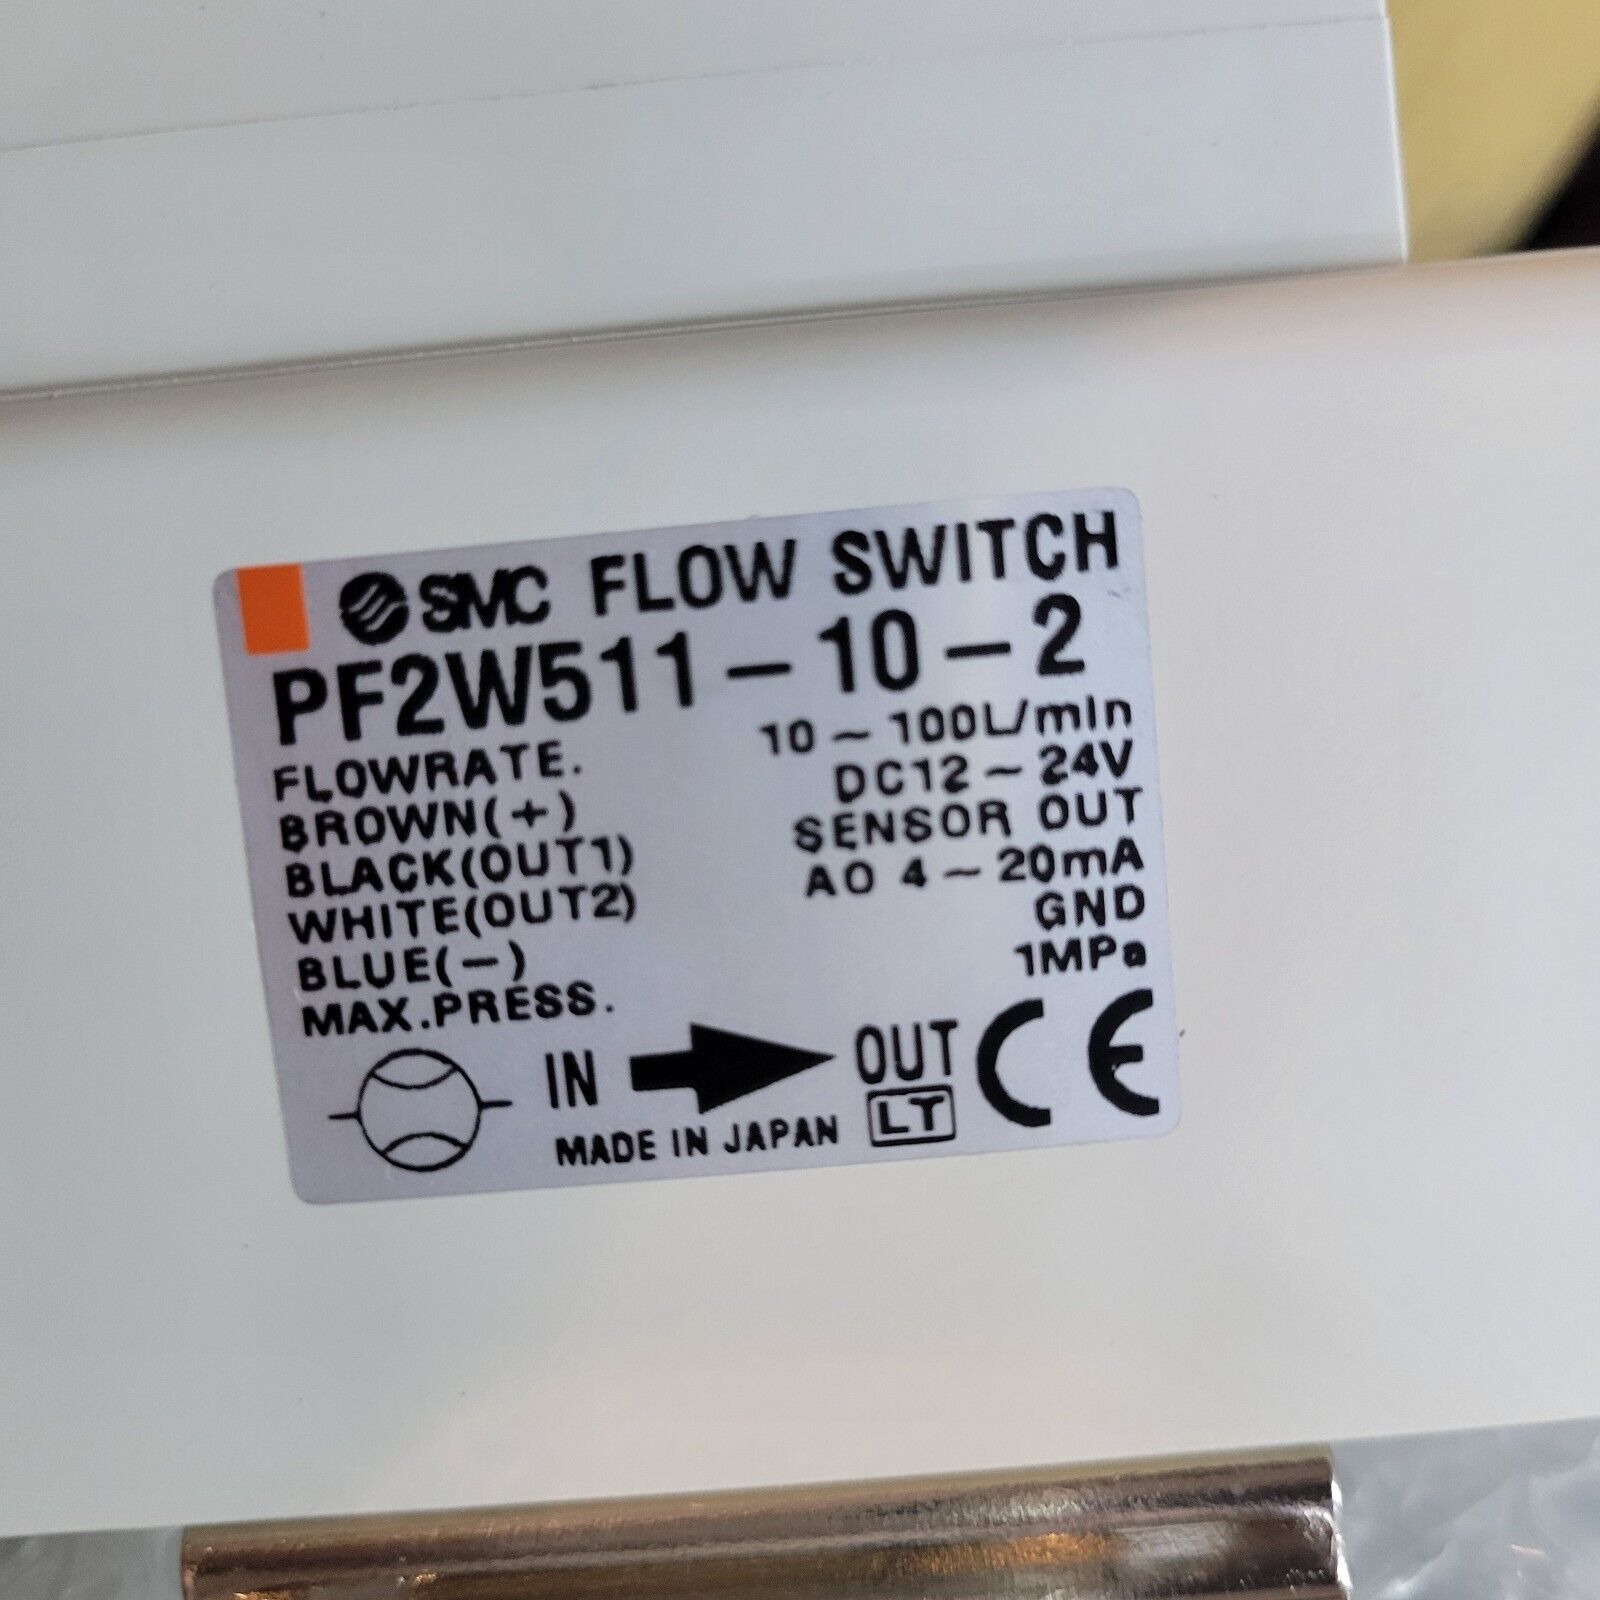 SMC FLOW SWITCH
PF2W511-10-2
FLOWRATE. 10~100L/min
BROWN(+) DC12~24V
BLACK(OUT1) SENSOR OUT
WHITE(OUT2) AO 4~20mA
BLUE(-) GND
MAX.PRESS. 1MPa
IN OUT CE
MADE IN JAPAN LT